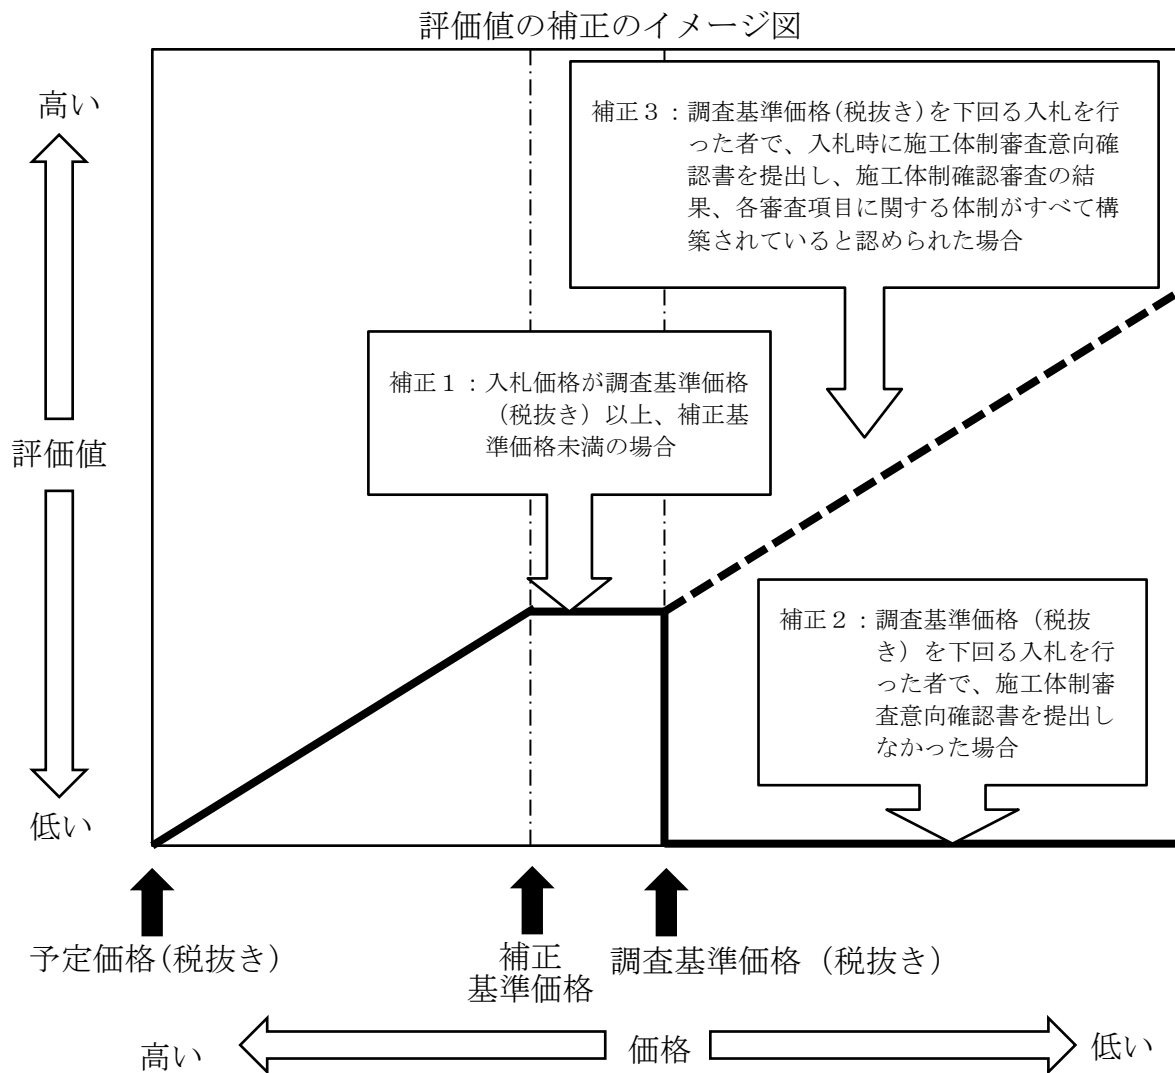 評価値の補正のイメージ図
高い
評価値
低い
補正３：調査基準価格(税抜き)を下回る入札を行
った者で、入札時に施工体制審査意向確
認書を提出し、施工体制確認審査の結
果、各審査項目に関する体制がすべて構
築されていると認められた場合
補正１：入札価格が調査基準価格
（税抜き）以上、補正基
準価格未満の場合
補正２：調査基準価格（税抜
き）を下回る入札を行
った者で、施工体制審
査意向確認書を提出し
なかった場合
予定価格(税抜き)
補正
基準価格
調査基準価格（税抜き）
高い
価格
低い